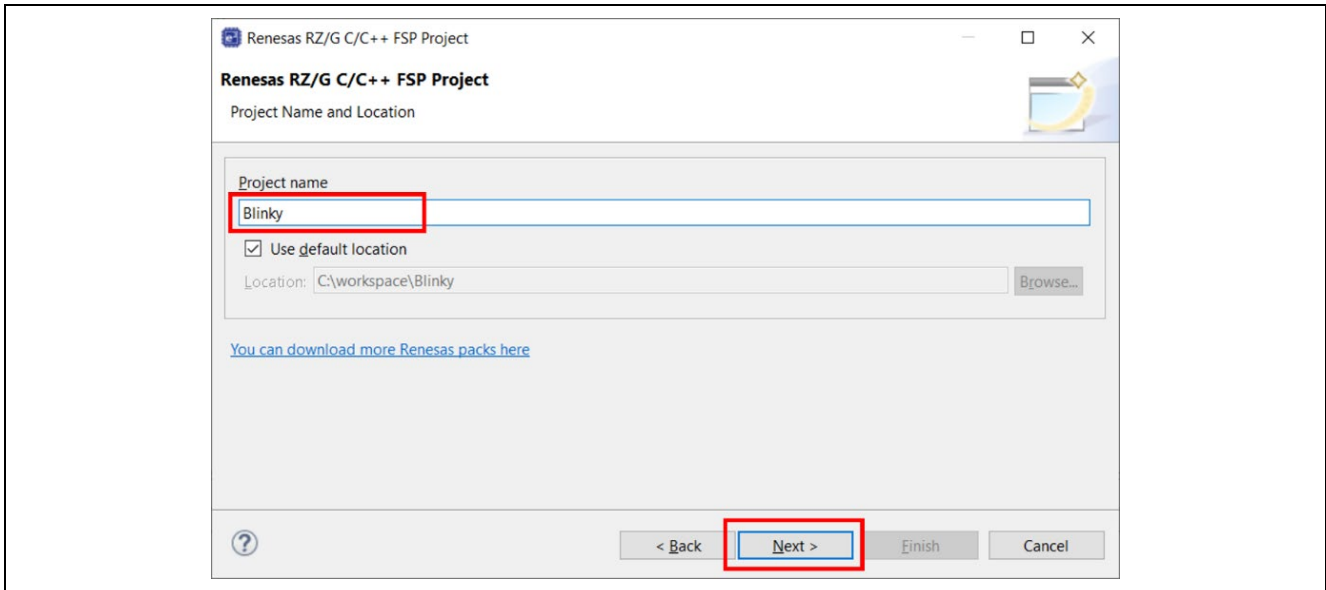 Renesas RZ/G C/C++ FSP Project
Renesas RZ/G C/C++ FSP Project
Project Name and Location
Project name
Blinky
Use default location
Location: C:\workspace\Blinky Browse...
You can download more Renesas packs here
? < Back Next > Finish Cancel